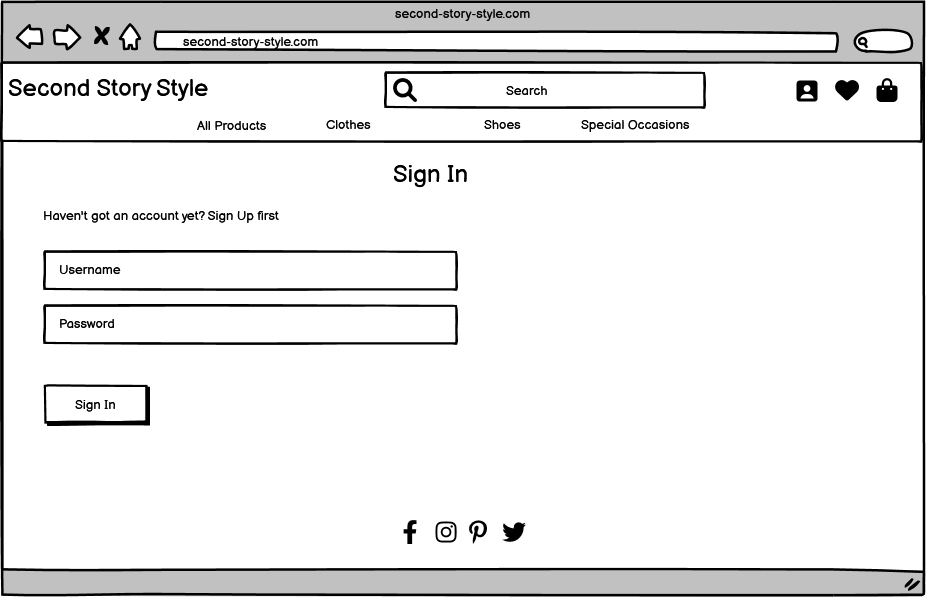 second-story-style.com
second-story-style.com
Second Story Style
Search
All Products
Clothes
Shoes
Special Occasions
Sign In
Haven't got an account yet? Sign Up first
Username
Password
Sign In